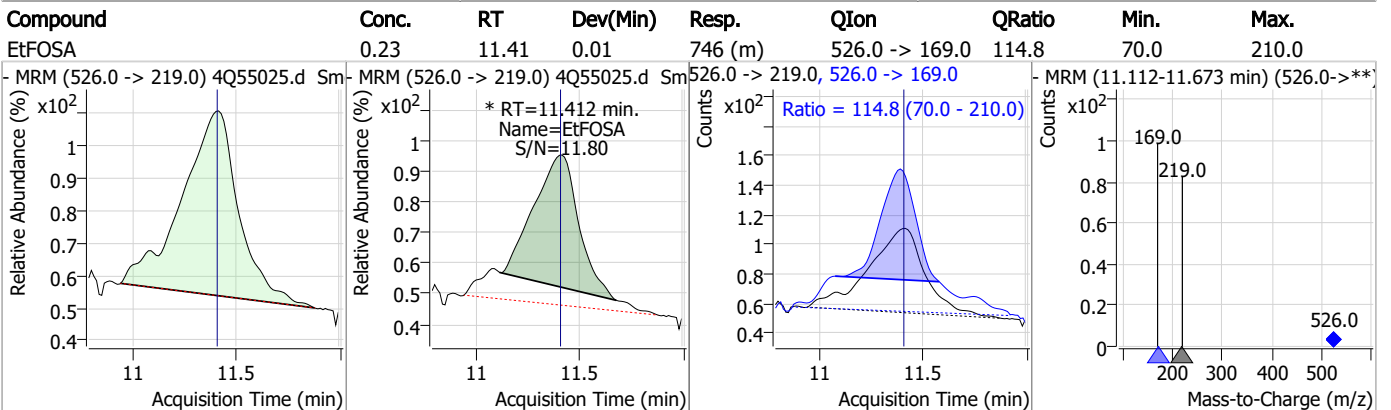 Compound Conc. RT Dev(Min) Resp. QIon QRatio Min. Max.
EtFOSA 0.23 11.41 0.01 746 (m) 526.0 -> 169.0 114.8 70.0 210.0
- MRM (526.0 -> 219.0) 4Q55025.d Sm
x10²
Relative Abundance (%)
1
0.9
0.8
0.7
0.6
0.5
0.4
11 11.5
Acquisition Time (min)
- MRM (526.0 -> 219.0) 4Q55025.d Sm
x10²
* RT=11.412 min.
Name=EtFOSA
S/N=11.80
Relative Abundance (%)
1
0.9
0.8
0.7
0.6
0.5
0.4
11 11.5
Acquisition Time (min)
526.0 -> 219.0, 526.0 -> 169.0
x10²
Ratio = 114.8 (70.0 - 210.0)
Counts
1.6
1.4
1.2
1
0.8
0.6
0.4
11 11.5
Acquisition Time (min)
- MRM (11.112-11.673 min) (526.0->**)
x10²
Counts
1
0.8
0.6
0.4
0.2
0
169.0
219.0
526.0
200 300 400 500
Mass-to-Charge (m/z)